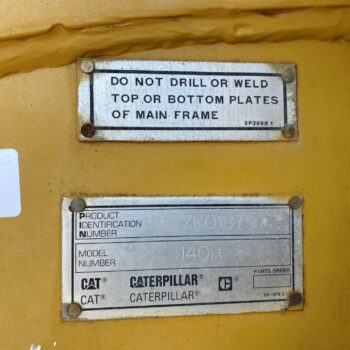 DO NOT DRILL OR WELD
TOP OR BOTTOM PLATES
OF MAIN FRAME
PIN
PRODUCT
IDENTIFICATION
NUMBER
MODEL
NUMBER
140H
CAT® CATERPILLAR® C®
CAT® CATERPILLAR®
PARTS ORDER